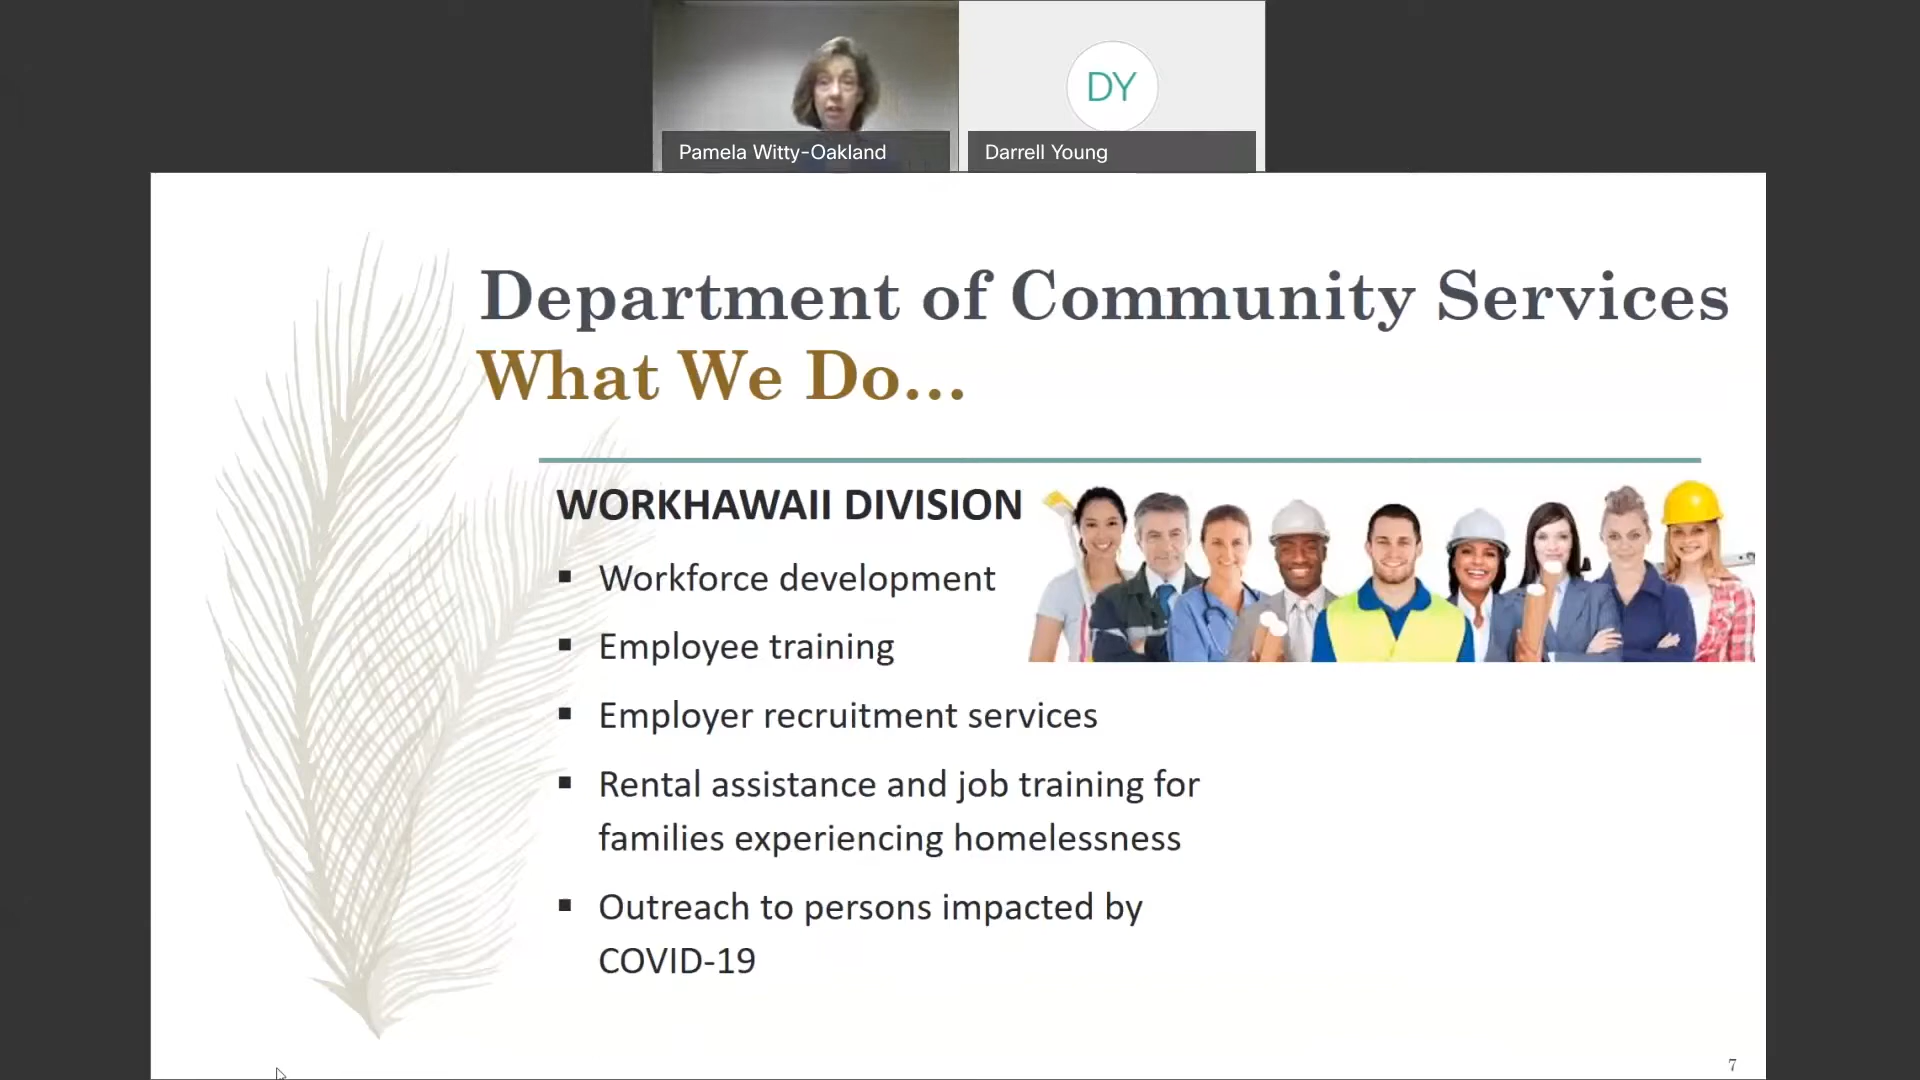 Pamela Witty-Oakland
DY
Darrell Young
Department of Community Services
What We Do...
WORKHAWAII DIVISION
▪ Workforce development
▪ Employee training
▪ Employer recruitment services
▪ Rental assistance and job training for
families experiencing homelessness
▪ Outreach to persons impacted by
COVID-19
7